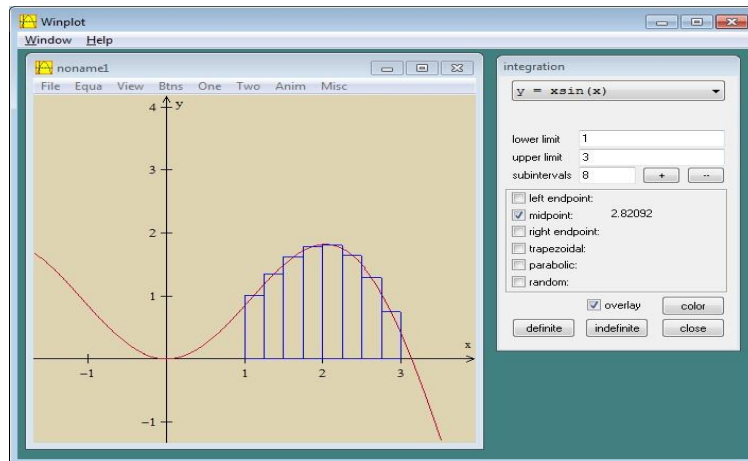 Winplot
Window Help
noname1
File Equa View Btns One Two Anim Misc
4 y
3
2
1
x
-1 1 2 3
-1
integration
y = xsin(x)
lower limit 1
upper limit 3
subintervals 8 + --
left endpoint:
midpoint: 2.82092
right endpoint:
trapezoidal:
parabolic:
random:
overlay color
definite indefinite close